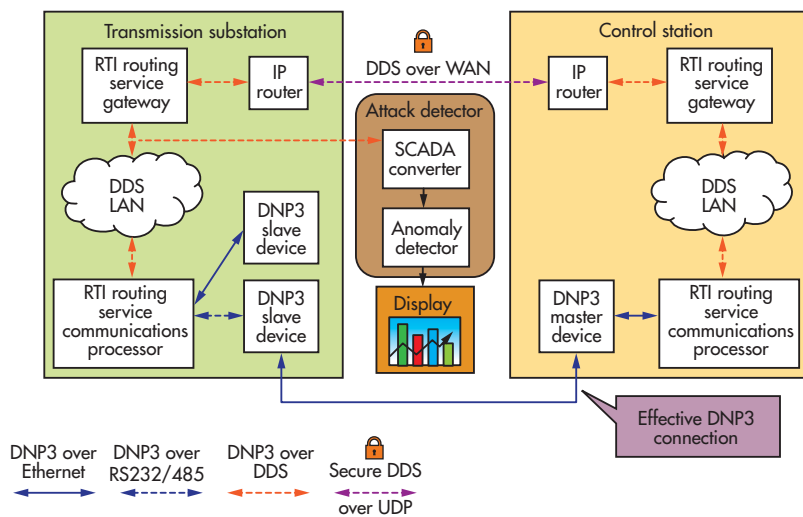 Transmission substation
RTI routing
service
gateway
IP
router
DDS
LAN
DNP3
slave
device
RTI routing
service
communications
processor
DNP3
slave
device
DDS over WAN
Attack detector
SCADA
converter
Anomaly
detector
Display
Control station
IP
router
RTI routing
service
gateway
DDS
LAN
DNP3
master
device
RTI routing
service
communications
processor
Effective DNP3
connection
DNP3 over
Ethernet
DNP3 over
RS232/485
DNP3 over
DDS
Secure DDS
over UDP